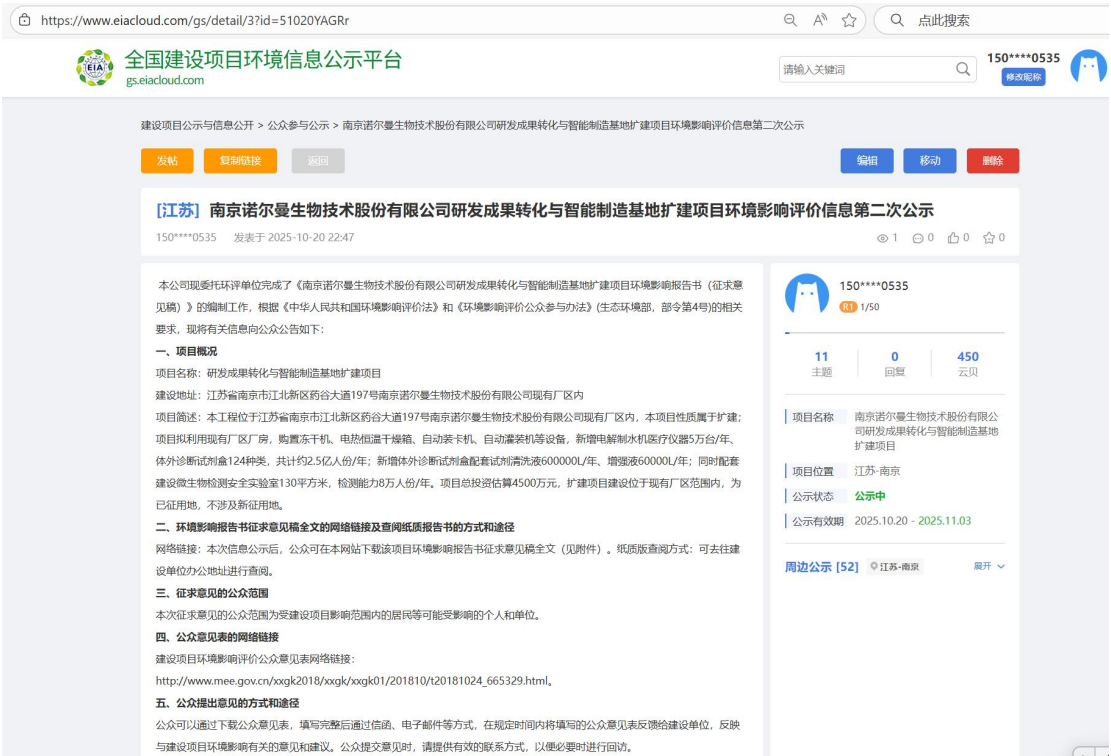 https://www.eiacloud.com/gs/detail/3?id=51020YAGRr
点此搜索
EIA
全国建设项目环境信息公示平台
gs.eiacloud.com
请输入关键词
150****0535
修改昵称
建设项目公示与信息公开 > 公众参与公示 > 南京诺尔曼生物技术股份有限公司研发成果转化与智能制造基地扩建项目环境影响评价信息第二次公示
发帖 复制链接 返回 编辑 移动 删除
[江苏] 南京诺尔曼生物技术股份有限公司研发成果转化与智能制造基地扩建项目环境影响评价信息第二次公示
150****0535 发表于 2025-10-20 22:47 1 0 0 0
本公司现委托环评单位完成了《南京诺尔曼生物技术股份有限公司研发成果转化与智能制造基地扩建项目环境影响报告书（征求意
见稿）》的编制工作，根据《中华人民共和国环境影响评价法》和《环境影响评价公众参与办法》(生态环境部，部令第4号)的相关
要求，现将有关信息向公众公告如下：
一、项目概况
项目名称：研发成果转化与智能制造基地扩建项目
建设地址：江苏省南京市江北新区药谷大道197号南京诺尔曼生物技术股份有限公司现有厂区内
项目简述：本工程位于江苏省南京市江北新区药谷大道197号南京诺尔曼生物技术股份有限公司现有厂区内，本项目性质属于扩建；
项目拟利用现有厂区厂房，购置冻干机、电热恒温干燥箱、自动装卡机、自动灌装机等设备，新增电解制水机医疗仪器5万台/年、
体外诊断试剂盒124种类，共计约2.5亿人份/年；新增体外诊断试剂盒配套试剂清洗液600000L/年、增强液60000L/年；同时配套
建设微生物检测安全实验室130平方米，检测能力8万人份/年。项目总投资估算4500万元，扩建项目建设位于现有厂区范围内，为
已征用地，不涉及新征用地。
二、环境影响报告书征求意见稿全文的网络链接及查阅纸质报告书的方式和途径
网络链接：本次信息公示后，公众可在本网站下载该项目环境影响报告书征求意见稿全文（见附件）。纸质版查阅方式：可去往建
设单位办公地址进行查阅。
三、征求意见的公众范围
本次征求意见的公众范围为受建设项目影响范围内的居民等可能受影响的个人和单位。
四、公众意见表的网络链接
建设项目环境影响评价公众意见表网络链接：
http://www.mee.gov.cn/xxgk2018/xxgk/xxgk01/201810/t20181024_665329.html。
五、公众提出意见的方式和途径
公众可以通过下载公众意见表，填写完整后通过信函、电子邮件等方式，在规定时间内将填写的公众意见表反馈给建设单位，反映
与建设项目环境影响有关的意见和建议。公众提交意见时，请提供有效的联系方式，以便必要时进行回访。
150****0535
R1 1/50
11 0 450
主题 回复 云贝
项目名称 南京诺尔曼生物技术股份有限公
司研发成果转化与智能制造基地
扩建项目
项目位置 江苏-南京
公示状态 公示中
公示有效期 2025.10.20 - 2025.11.03
周边公示 [52] 江苏-南京 展开